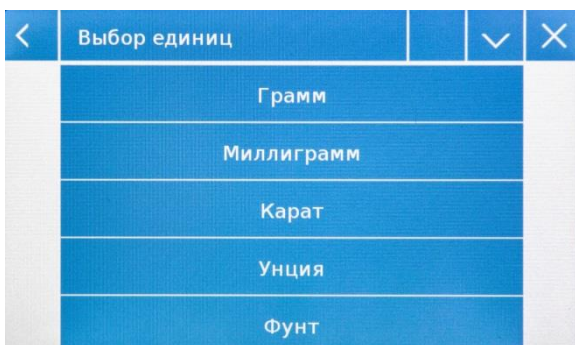 Выбор единиц
Грамм
Миллиграмм
Карат
Унция
Фунт